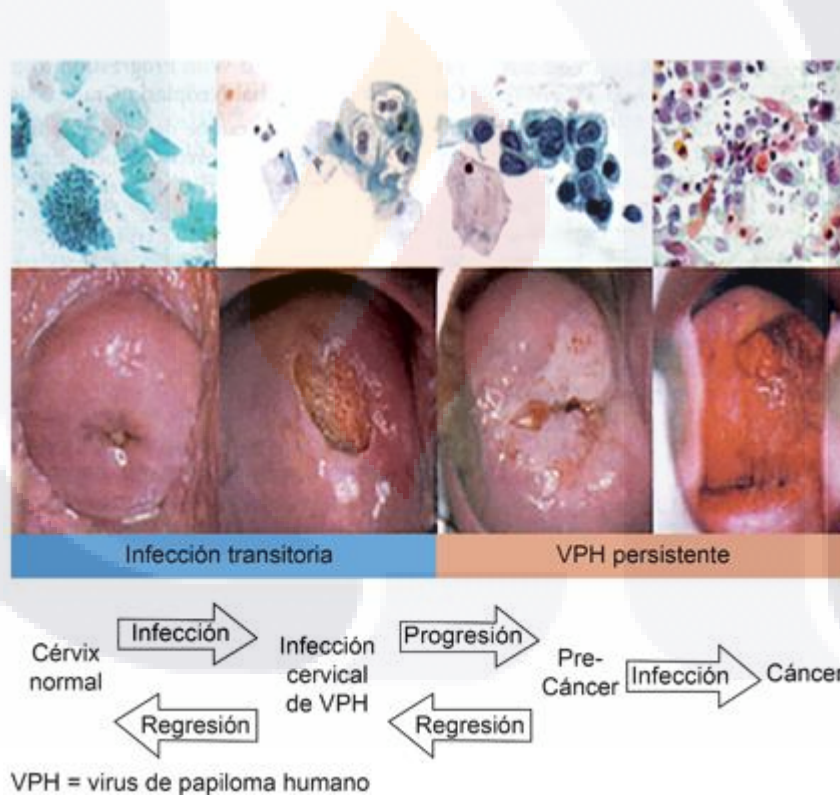 Infección transitoria
VPH persistente
Infección
Progresión
Cérvix
normal
Infección
cervical
de VPH
Pre-
Cáncer
Infección
Cáncer
Regresión
Regresión
VPH = virus de papiloma humano